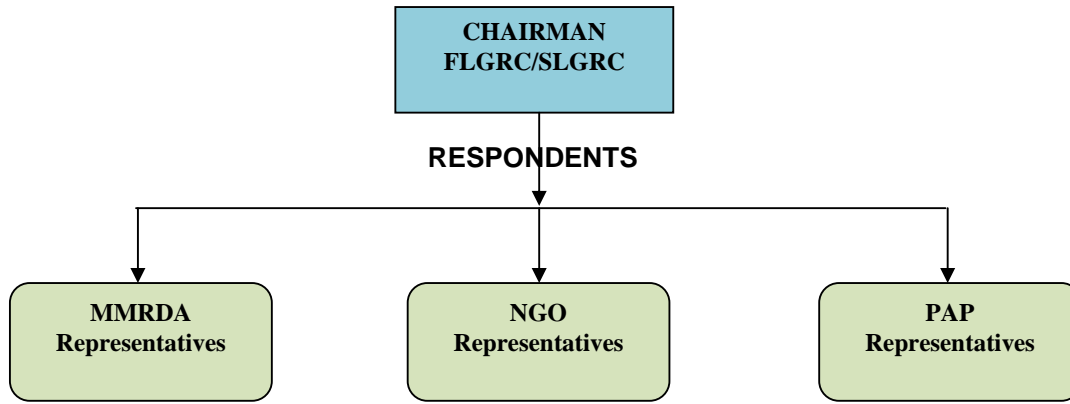 CHAIRMAN
FLGRC/SLGRC
RESPONDENTS
MMRDA
Representatives
NGO
Representatives
PAP
Representatives